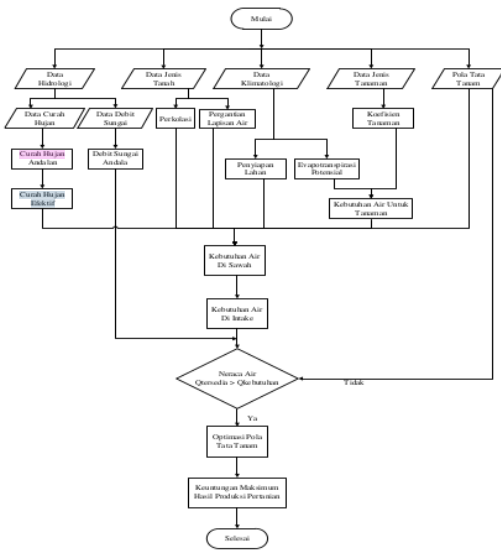 Mulai
Data
Hidrologi
Data Jenis
Tanah
Data
Klimatologi
Data Jenis
Tanaman
Pola Tata
Tanam
Data Curah
Hujan
Data Debit
Sungai
Perkolasi
Pergantian
Lapisan Air
Koefisien
Tanaman
Curah Hujan
Andalan
Debit Sungai
Andala
Penyiapan
Lahan
Evapotranspirasi
Potensial
Curah Hujan
Efektif
Kebutuhan Air Untuk
Tanaman
Kebutuhan Air
Di Sawah
Kebutuhan Air
Di Intake
Neraca Air
Qtersedia > Qkebutuhan
Tidak
Ya
Optimasi Pola
Tata Tanam
Keuntungan Maksimum
Hasil Produksi Pertanian
Selesai